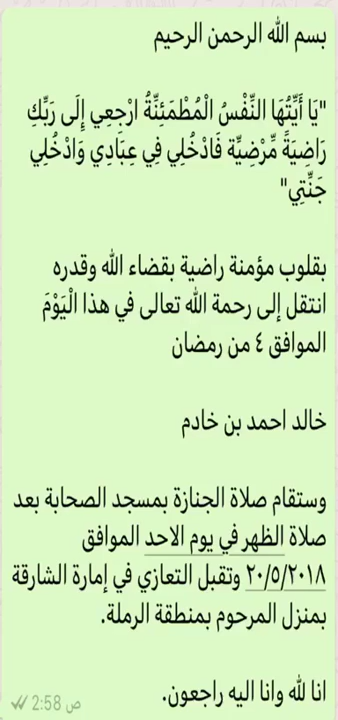 بسم الله الرحمن الرحيم
"يَا أَيَّتُهَا النَّفْسُ الْمُطْمَئِنَّةُ ارْجِعِي إِلَى رَبِّكِ
رَاضِيَةً مَّرْضِيَّة فَادْخُلِي فِي عِبَادِي وَادْخُلِي
جَنَّتِي"
بقلوب مؤمنة راضية بقضاء الله وقدره
انتقل إلى رحمة الله تعالى في هذا الْيَوْمَ
الموافق ٤ من رمضان
خالد احمد بن خادم
وستقام صلاة الجنازة بمسجد الصحابة بعد
صلاة الظهر في يوم الاحد الموافق
٢٠/٥/٢٠١٨ وتقبل التعازي في إمارة الشارقة
بمنزل المرحوم بمنطقة الرملة.
انا لله وانا اليه راجعون.
2:58 ص